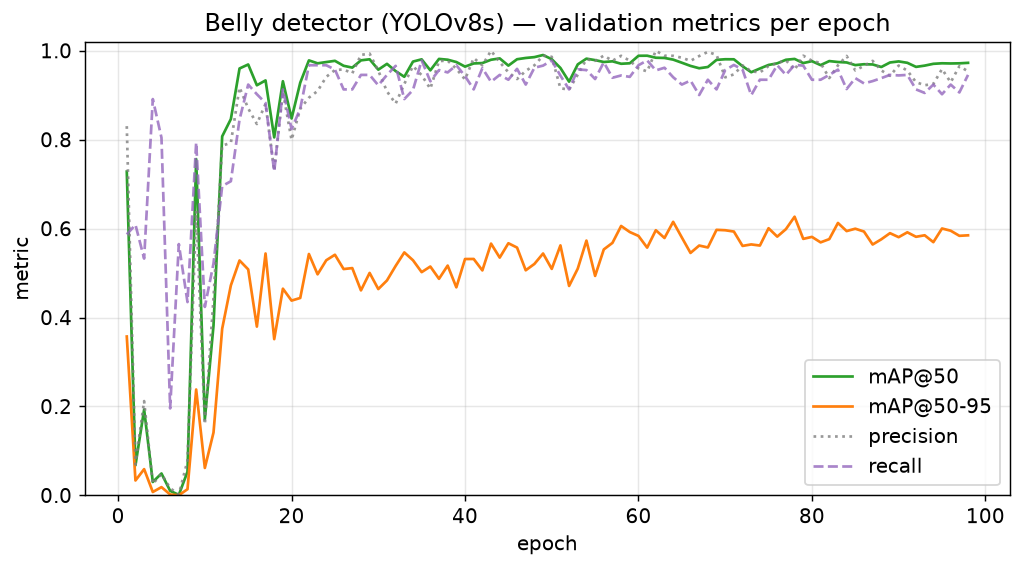 Belly detector (YOLOv8s) — validation metrics per epoch
metric
1.0
0.8
0.6
0.4
0.2
0.0
0 20 40 60 80 100
epoch
mAP@50
mAP@50-95
precision
recall